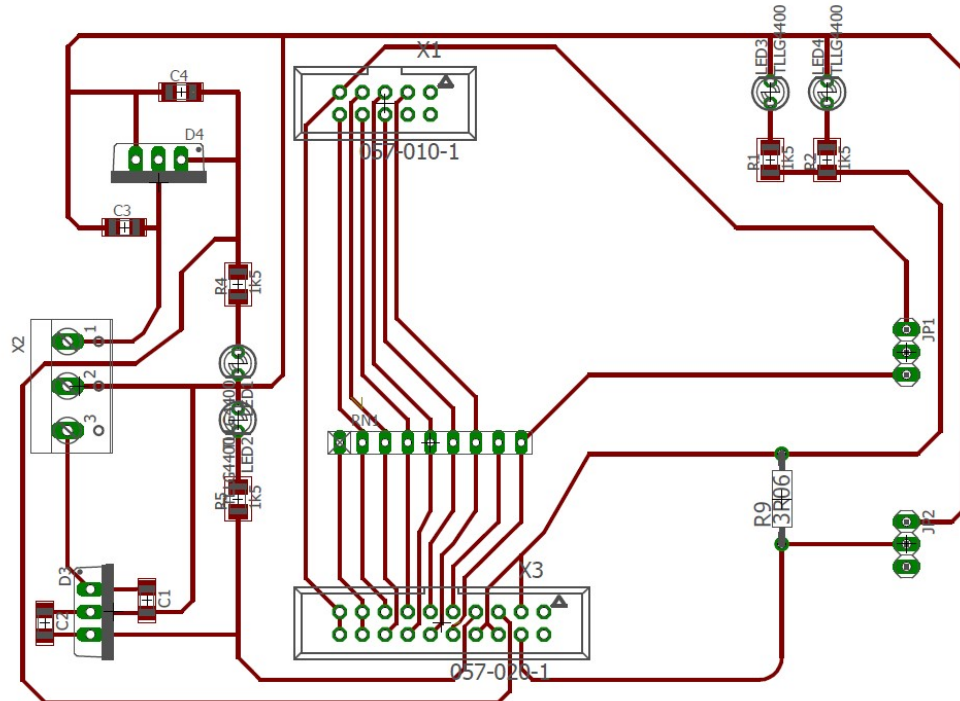 X1
057-010-1
C4
D4
C3
X2
1
2
3
R4
1k5
LED2
R5
1k5
D3
C1
C2
RN1
X3
057-020-1
LED3
TLLG4400
LED4
TLLG4400
R1
1k5
R2
1k5
JP1
JP2
R9